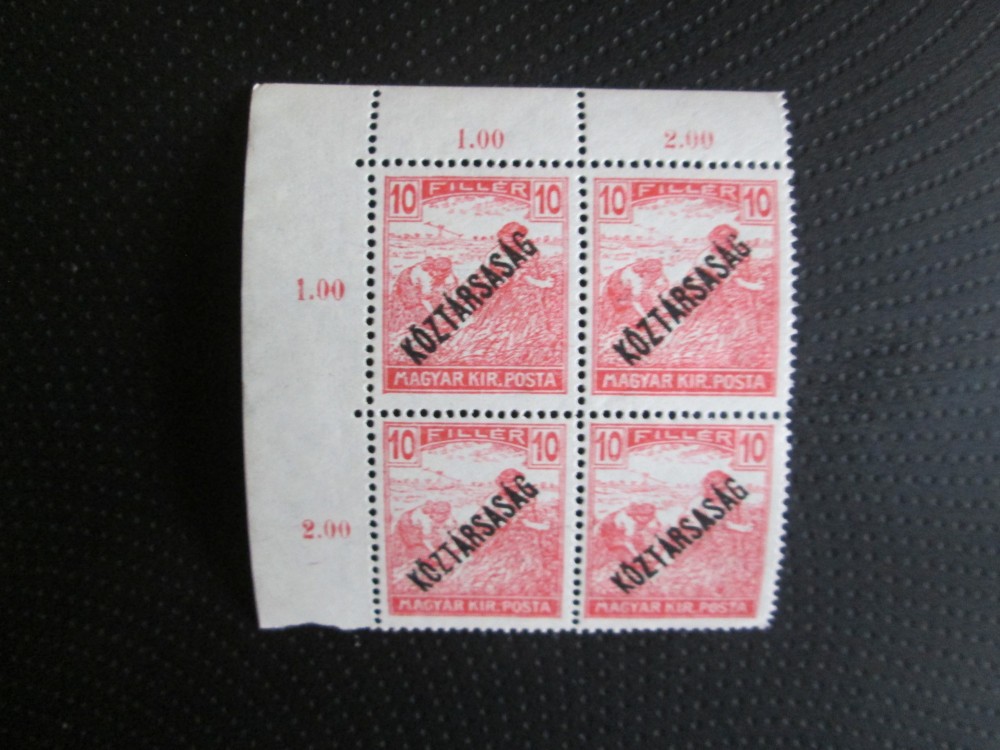 1.00 2.00
10 FILLÉR 10 10 FILLÉR 10
1.00
KÖZTÁRSASÁG KÖZTÁRSASÁG
MAGYAR KIR. POSTA MAGYAR KIR. POSTA
10 FILLÉR 10 10 FILLÉR 10
2.00
KÖZTÁRSASÁG KÖZTÁRSASÁG
MAGYAR KIR. POSTA MAGYAR KIR. POSTA